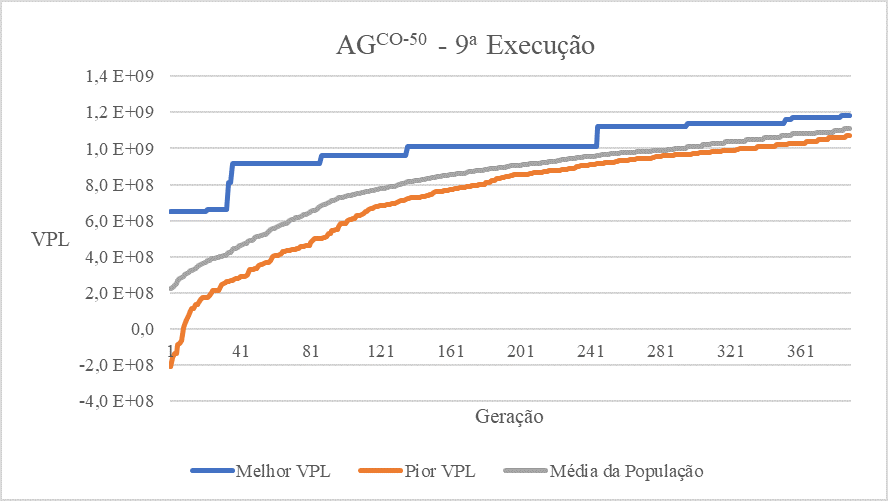 AGCO-50 - 9ª Execução
1,4 E+09
1,2 E+09
1,0 E+09
8,0 E+08
6,0 E+08
VPL
4,0 E+08
2,0 E+08
0,0
1 41 81 121 161 201 241 281 321 361
-2,0 E+08
-4,0 E+08
Geração
Melhor VPL Pior VPL Média da População